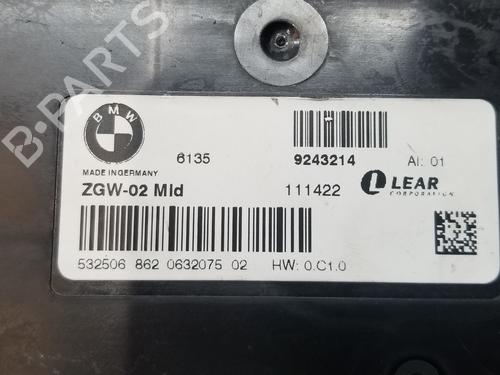 B-PARTS
BMW
6135 9243214 AI: 01
MADE IN GERMANY
ZGW-02 Mid 111422 LEAR
CORPORATION
532506 862 0632075 02 HW: 0.C1.0